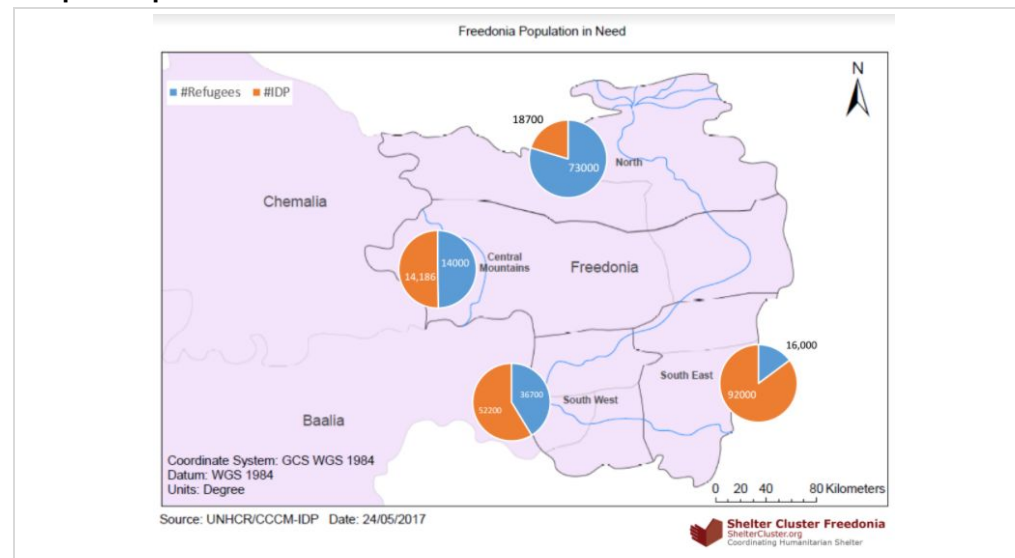 Freedonia Population in Need
#Refugees #IDP
N
18700
73000
North
Chemalia
14,186
14000
Central
Mountains
Freedonia
16,000
South East
92000
36700
52200
South West
Baalia
Coordinate System: GCS WGS 1984
Datum: WGS 1984
Units: Degree
0 20 40 80 Kilometers
Source: UNHCR/CCCM-IDP Date: 24/05/2017
Shelter Cluster Freedonia
ShelterCluster.org
Coordinating Humanitarian Shelter